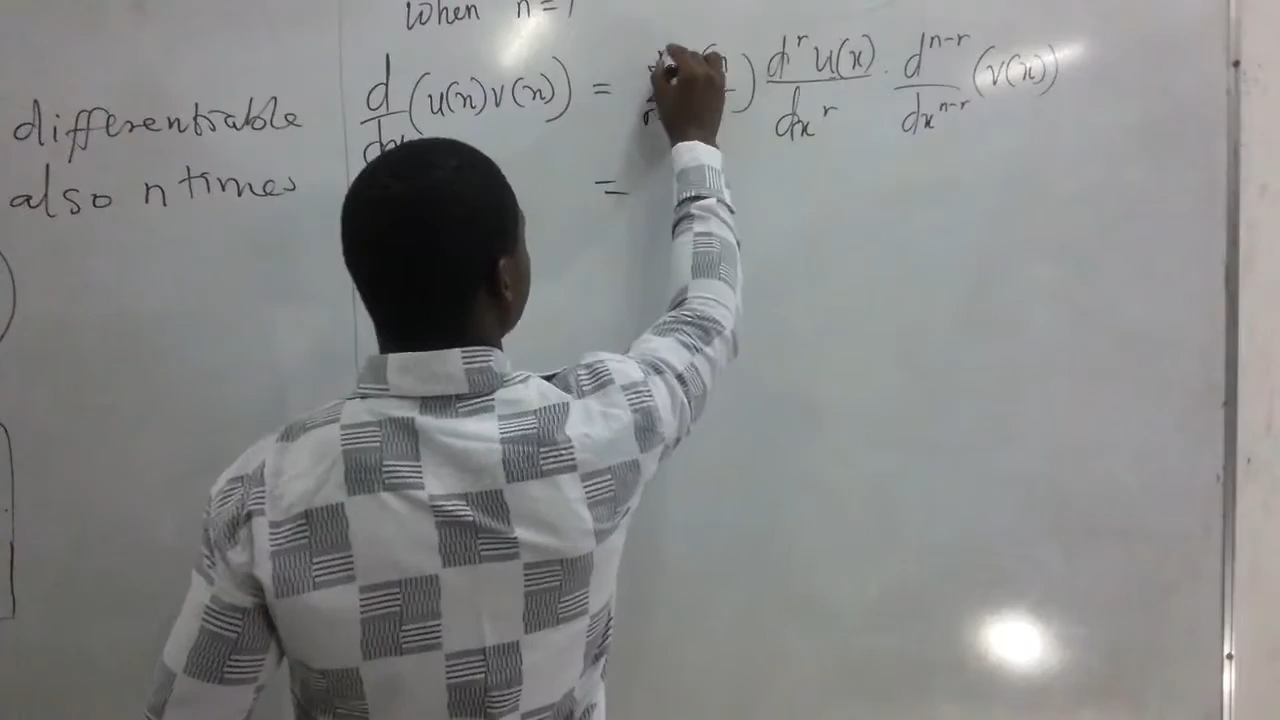 When n = 1
differentiable
also n times
d/dx (u(x)v(x)) = ) d^r u(x)/dx^r · d^{n-r}/dx^{n-r} (v(x))
=